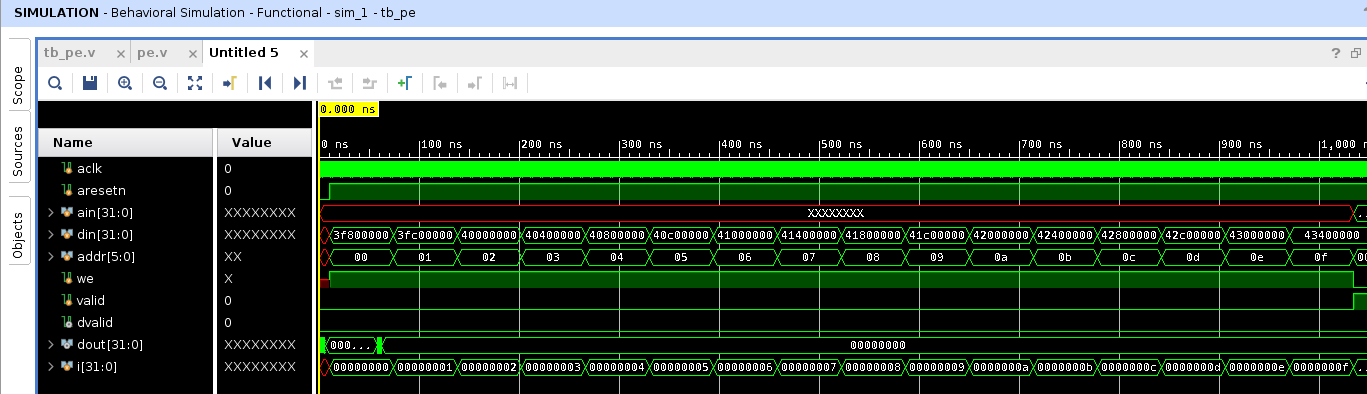 SIMULATION - Behavioral Simulation - Functional - sim_1 - tb_pe
tb_pe.v × pe.v × Untitled 5 × ?
Scope
Sources
Objects
0.000 ns
Name Value
0 ns 100 ns 200 ns 300 ns 400 ns 500 ns 600 ns 700 ns 800 ns 900 ns 1,000 n
aclk 0
aresetn 0
ain[31:0] XXXXXXXX XXXXXXXX ..
din[31:0] XXXXXXXX 3f800000 3fc00000 40000000 40400000 40800000 40c00000 41000000 41400000 41800000 41c00000 42000000 42400000 42800000 42c00000 43000000 43400000
addr[5:0] XX 00 01 02 03 04 05 06 07 08 09 0a 0b 0c 0d 0e 0f 00
we X
valid 0
dvalid 0
dout[31:0] XXXXXXXX 000... 00000000
i[31:0] XXXXXXXX 00000000 00000001 00000002 00000003 00000004 00000005 00000006 00000007 00000008 00000009 0000000a 0000000b 0000000c 0000000d 0000000e 0000000f ..